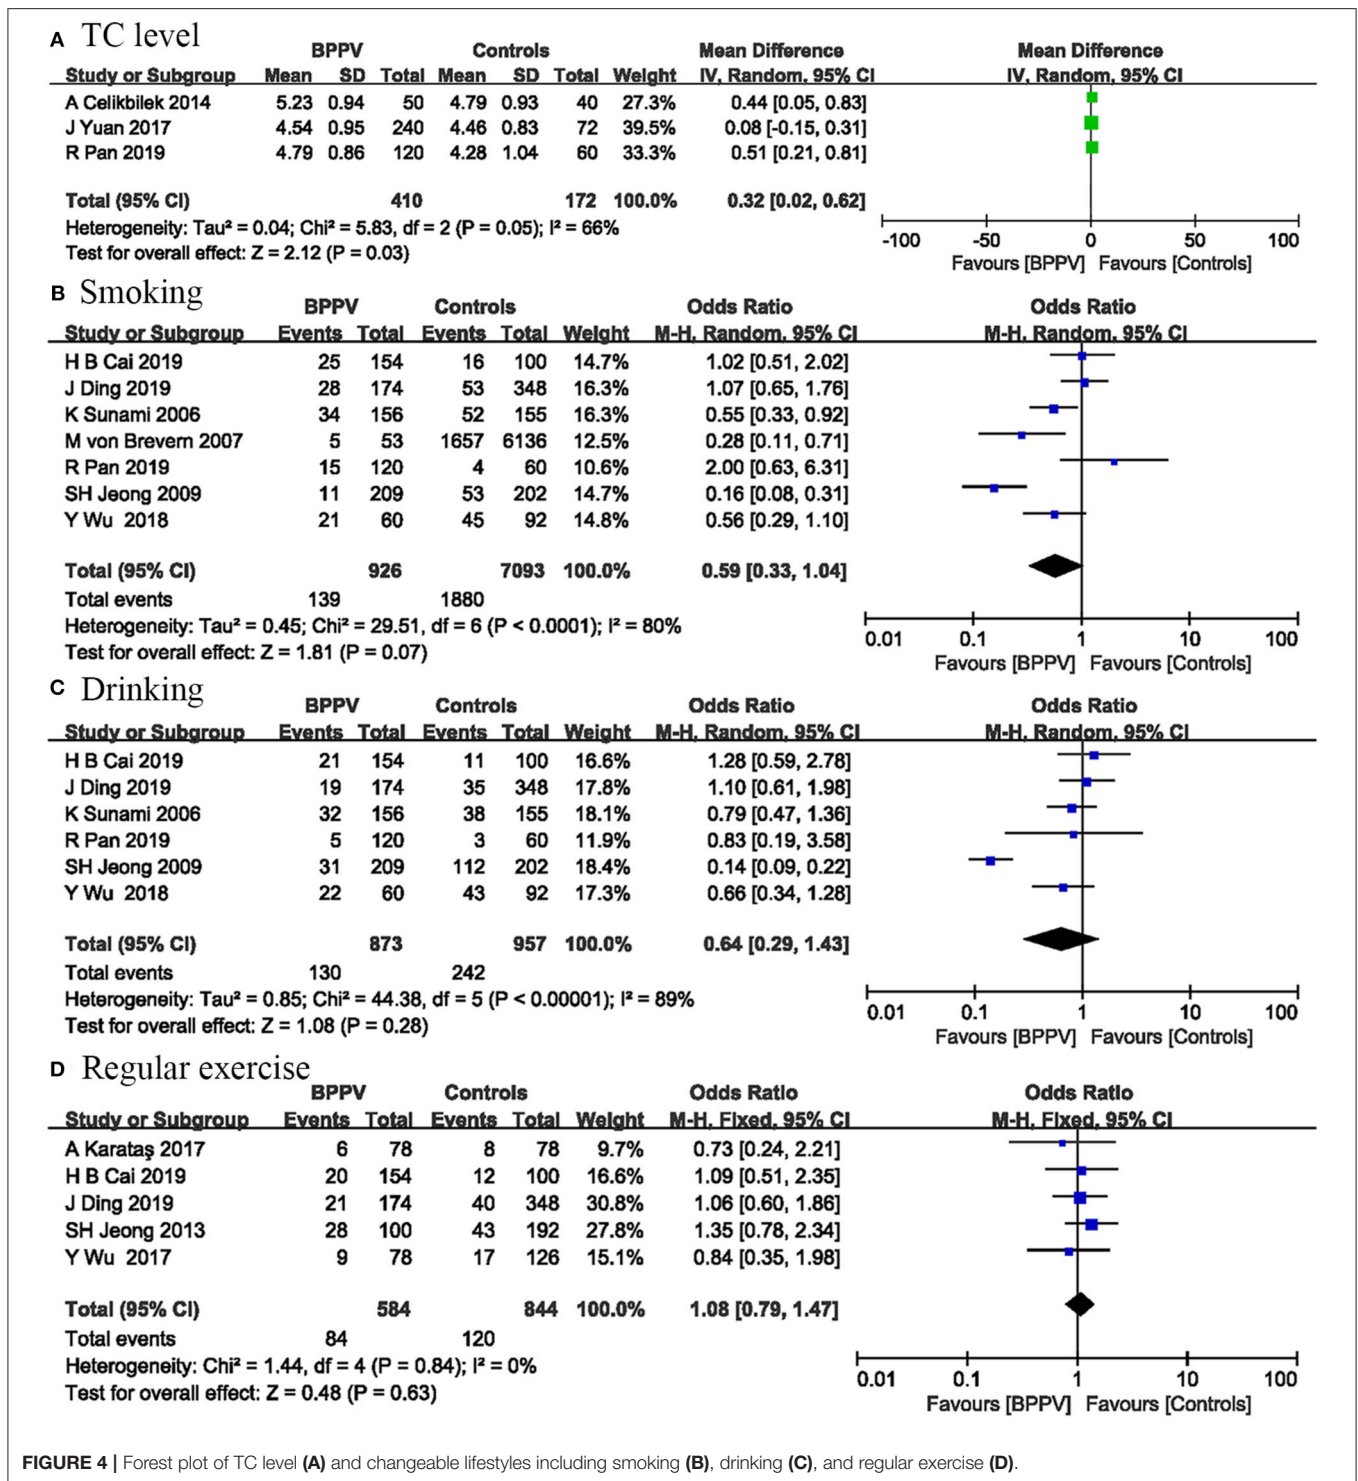 A TC level
BPPV Controls Mean Difference Mean Difference
Study or Subgroup Mean SD Total Mean SD Total Weight IV, Random, 95% CI IV, Random, 95% CI
A Celikbilek 2014 5.23 0.94 50 4.79 0.93 40 27.3% 0.44 [0.05, 0.83]
J Yuan 2017 4.54 0.95 240 4.46 0.83 72 39.5% 0.08 [-0.15, 0.31]
R Pan 2019 4.79 0.86 120 4.28 1.04 60 33.3% 0.51 [0.21, 0.81]
Total (95% CI) 410 172 100.0% 0.32 [0.02, 0.62]
Heterogeneity: Tau² = 0.04; Chi² = 5.83, df = 2 (P = 0.05); I² = 66%
Test for overall effect: Z = 2.12 (P = 0.03)
-100 -50 0 50 100
Favours [BPPV] Favours [Controls]
B Smoking
BPPV Controls Odds Ratio Odds Ratio
Study or Subgroup Events Total Events Total Weight M-H, Random, 95% CI M-H, Random, 95% CI
H B Cai 2019 25 154 16 100 14.7% 1.02 [0.51, 2.02]
J Ding 2019 28 174 53 348 16.3% 1.07 [0.65, 1.76]
K Sunami 2006 34 156 52 155 16.3% 0.55 [0.33, 0.92]
M von Brevern 2007 5 53 1657 6136 12.5% 0.28 [0.11, 0.71]
R Pan 2019 15 120 4 60 10.6% 2.00 [0.63, 6.31]
SH Jeong 2009 11 209 53 202 14.7% 0.16 [0.08, 0.31]
Y Wu 2018 21 60 45 92 14.8% 0.56 [0.29, 1.10]
Total (95% CI) 926 7093 100.0% 0.59 [0.33, 1.04]
Total events 139 1880
Heterogeneity: Tau² = 0.45; Chi² = 29.51, df = 6 (P < 0.0001); I² = 80%
Test for overall effect: Z = 1.81 (P = 0.07)
0.01 0.1 1 10 100
Favours [BPPV] Favours [Controls]
C Drinking
BPPV Controls Odds Ratio Odds Ratio
Study or Subgroup Events Total Events Total Weight M-H, Random, 95% CI M-H, Random, 95% CI
H B Cai 2019 21 154 11 100 16.6% 1.28 [0.59, 2.78]
J Ding 2019 19 174 35 348 17.8% 1.10 [0.61, 1.98]
K Sunami 2006 32 156 38 155 18.1% 0.79 [0.47, 1.36]
R Pan 2019 5 120 3 60 11.9% 0.83 [0.19, 3.58]
SH Jeong 2009 31 209 112 202 18.4% 0.14 [0.09, 0.22]
Y Wu 2018 22 60 43 92 17.3% 0.66 [0.34, 1.28]
Total (95% CI) 873 957 100.0% 0.64 [0.29, 1.43]
Total events 130 242
Heterogeneity: Tau² = 0.85; Chi² = 44.38, df = 5 (P < 0.00001); I² = 89%
Test for overall effect: Z = 1.08 (P = 0.28)
0.01 0.1 1 10 100
Favours [BPPV] Favours [Controls]
D Regular exercise
BPPV Controls Odds Ratio Odds Ratio
Study or Subgroup Events Total Events Total Weight M-H, Fixed, 95% CI M-H, Fixed, 95% CI
A Karataş 2017 6 78 8 78 9.7% 0.73 [0.24, 2.21]
H B Cai 2019 20 154 12 100 16.6% 1.09 [0.51, 2.35]
J Ding 2019 21 174 40 348 30.8% 1.06 [0.60, 1.86]
SH Jeong 2013 28 100 43 192 27.8% 1.35 [0.78, 2.34]
Y Wu 2017 9 78 17 126 15.1% 0.84 [0.35, 1.98]
Total (95% CI) 584 844 100.0% 1.08 [0.79, 1.47]
Total events 84 120
Heterogeneity: Chi² = 1.44, df = 4 (P = 0.84); I² = 0%
Test for overall effect: Z = 0.48 (P = 0.63)
0.01 0.1 1 10 100
Favours [BPPV] Favours [Controls]
FIGURE 4 | Forest plot of TC level (A) and changeable lifestyles including smoking (B), drinking (C), and regular exercise (D).